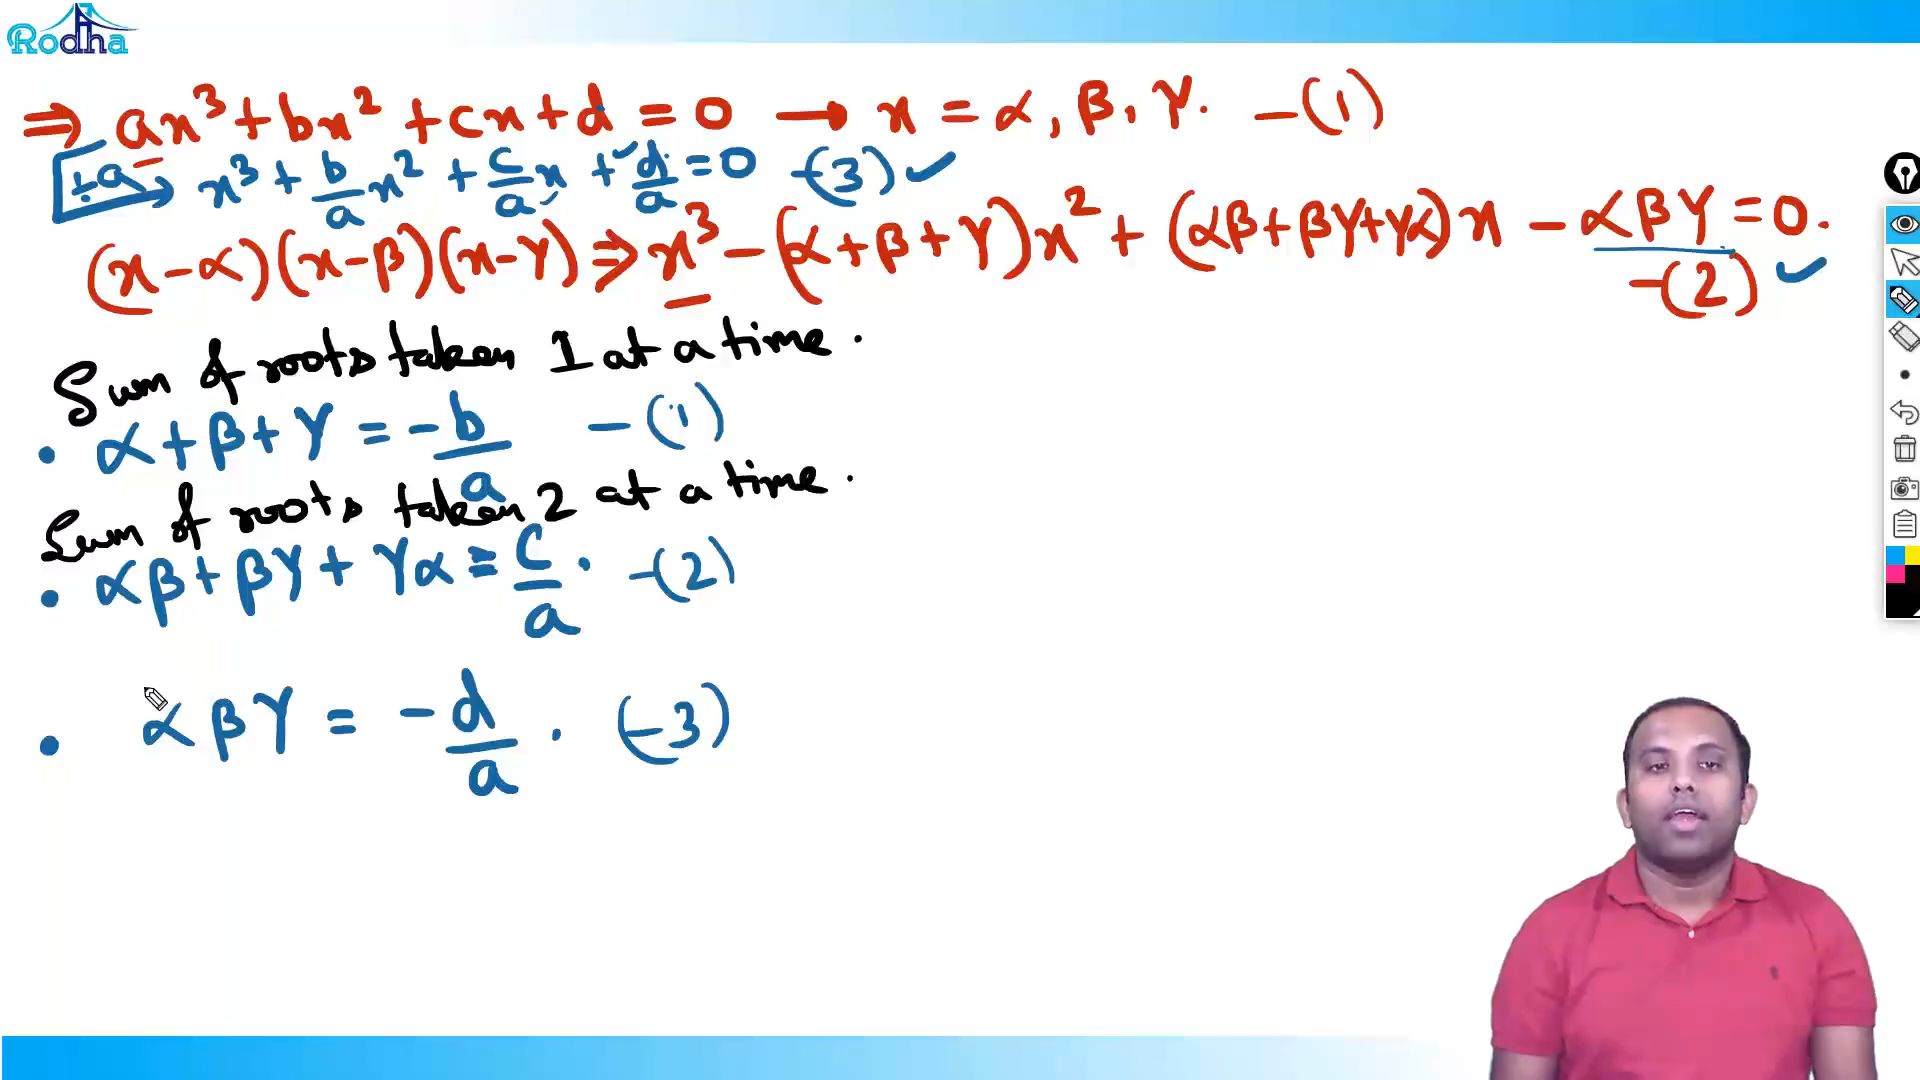 Rodha
⇒ ax³ + bx² + cx + d = 0 → x = α, β, γ. –(1)
÷a → x³ + b/a x² + c/a x + d/a = 0 –(3) ✓
(x–α)(x–β)(x–γ) ⇒ x³ – (α+β+γ)x² + (αβ+βγ+γα)x – αβγ = 0.
–(2) ✓
Sum of roots taken 1 at a time.
• α+β+γ = –b/a –(1)
Sum of roots taken 2 at a time.
• αβ+βγ+γα = c/a . –(2)
• αβγ = –d/a . (–3)